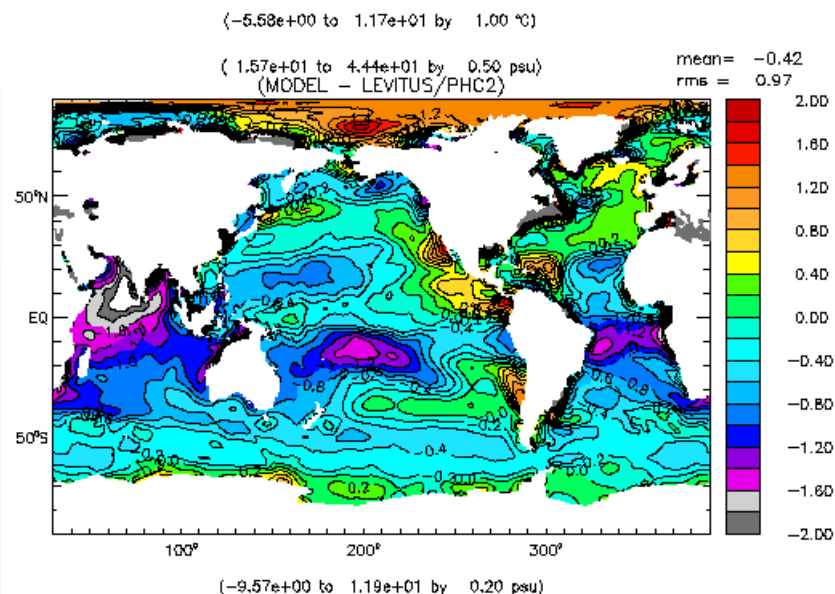 (-5.58e+00 to 1.17e+01 by 1.00 °C)
( 1.57e+01 to 4.44e+01 by 0.50 psu)
(MODEL - LEVITUS/PHC2)
mean= -0.42
rms = 0.97
2.00
1.60
1.20
0.80
0.40
0.00
-0.40
-0.80
-1.20
-1.60
-2.00
50°N
EQ
50°S
100°
200°
300°
(-9.57e+00 to 1.19e+01 by 0.20 psu)